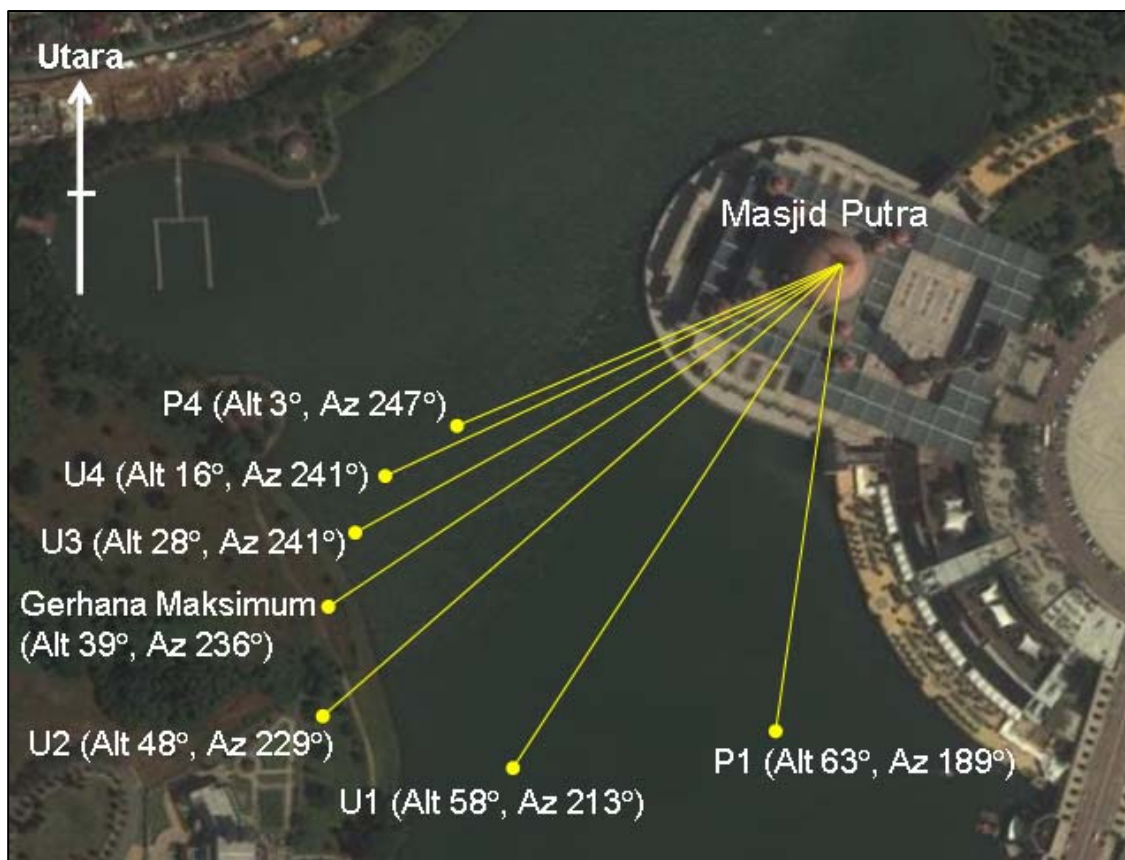 Utara
Masjid Putra
P4 (Alt 3°, Az 247°)
U4 (Alt 16°, Az 241°)
U3 (Alt 28°, Az 241°)
Gerhana Maksimum
(Alt 39°, Az 236°)
U2 (Alt 48°, Az 229°)
U1 (Alt 58°, Az 213°)
P1 (Alt 63°, Az 189°)